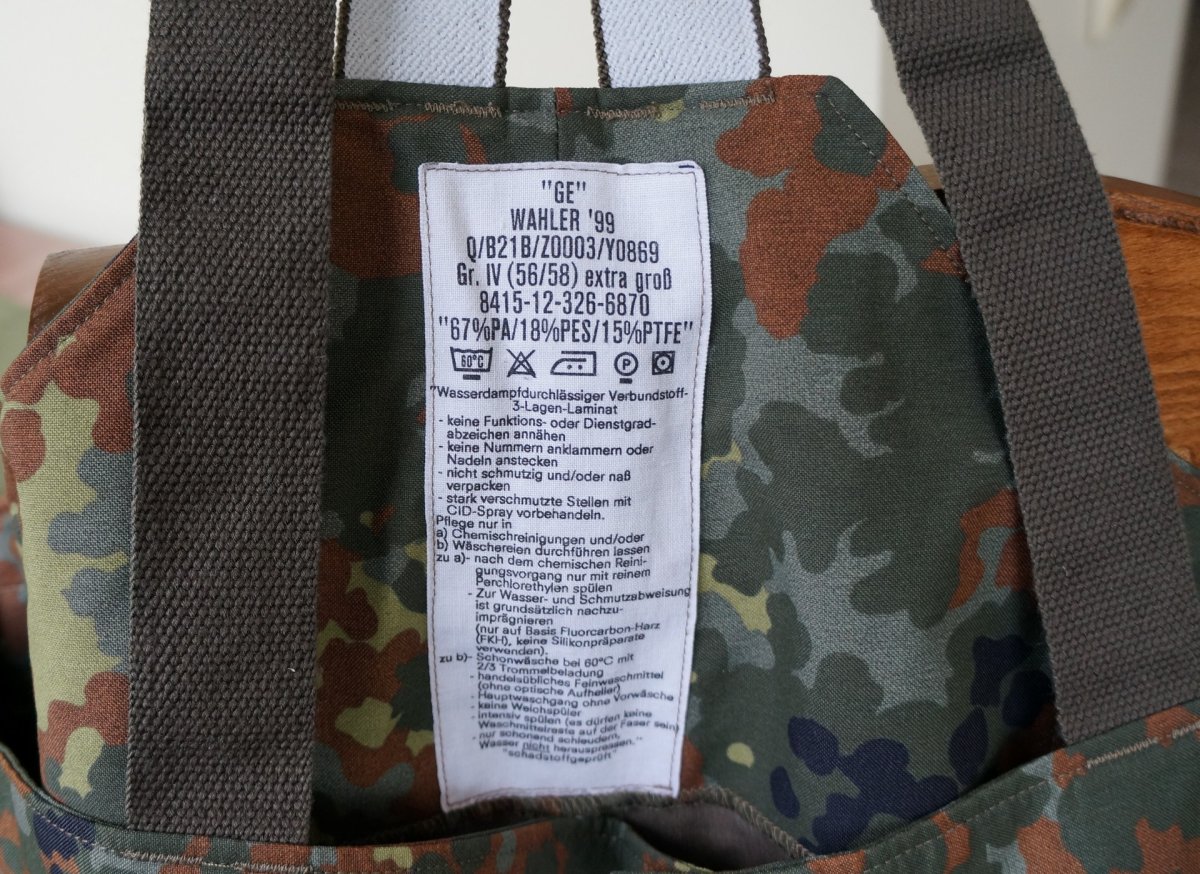 "GE"
WAHLER '99
Q/B21B/Z0003/Y0869
Gr. IV (56/58) extra groß
8415-12-326-6870
"67%PA/18%PES/15%PTFE"
60°C P
"Wasserdampfdurchlässiger Verbundstoff-
3-Lagen-Laminat
- keine Funktions- oder Dienstgrad-
abzeichen annähen
- keine Nummern anklammern oder
Nadeln anstecken
- nicht schmutzig und/oder naß
verpacken
- stark verschmutzte Stellen mit
CID-Spray vorbehandeln.
Pflege nur in
a) Chemischreinigungen und/oder
b) Wäschereien durchführen lassen
zu a)- nach dem chemischen Reini-
gungsvorgang nur mit reinem
Perchlorethylen spülen
- Zur Wasser- und Schmutzabweisung
ist grundsätzlich nachzu-
imprägnieren
(nur auf Basis Fluorcarbon-Harz
(FKH), keine Silikonpräparate
verwenden).
zu b)- Schonwäsche bei 60°C mit
2/3 Trommelbeladung
- handelsübliches Feinwaschmittel
(ohne optische Aufheller)
- Hauptwaschgang ohne Vorwäsche
- keine Weichspüler
- intensiv spülen (es dürfen keine
Waschmittelreste auf der Faser sein)
- nur schonend schleudern,
Wasser nicht herauspressen."
"schadstoffgeprüft"